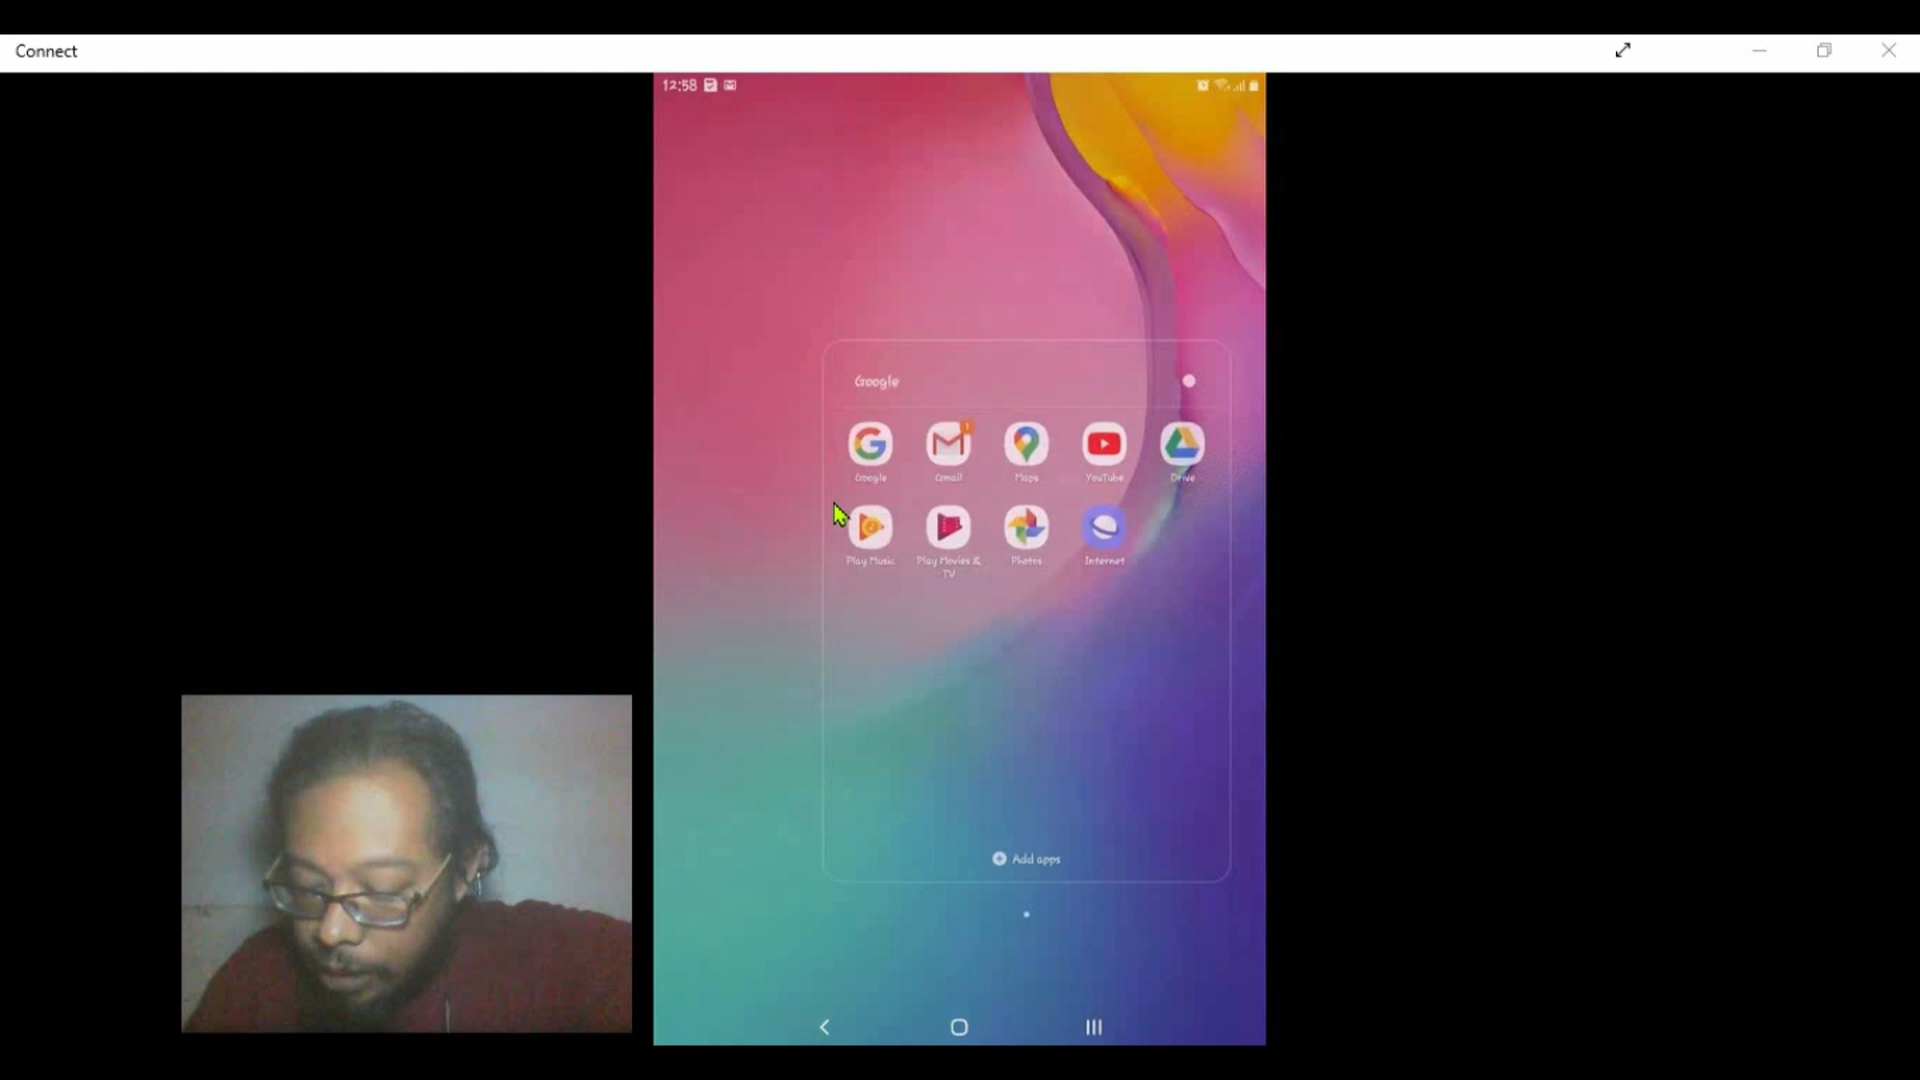 Connect
12:58
Google
Google
Gmail
Maps
YouTube
Drive
Play Music
Play Movies &
TV
Photos
Internet
Add apps